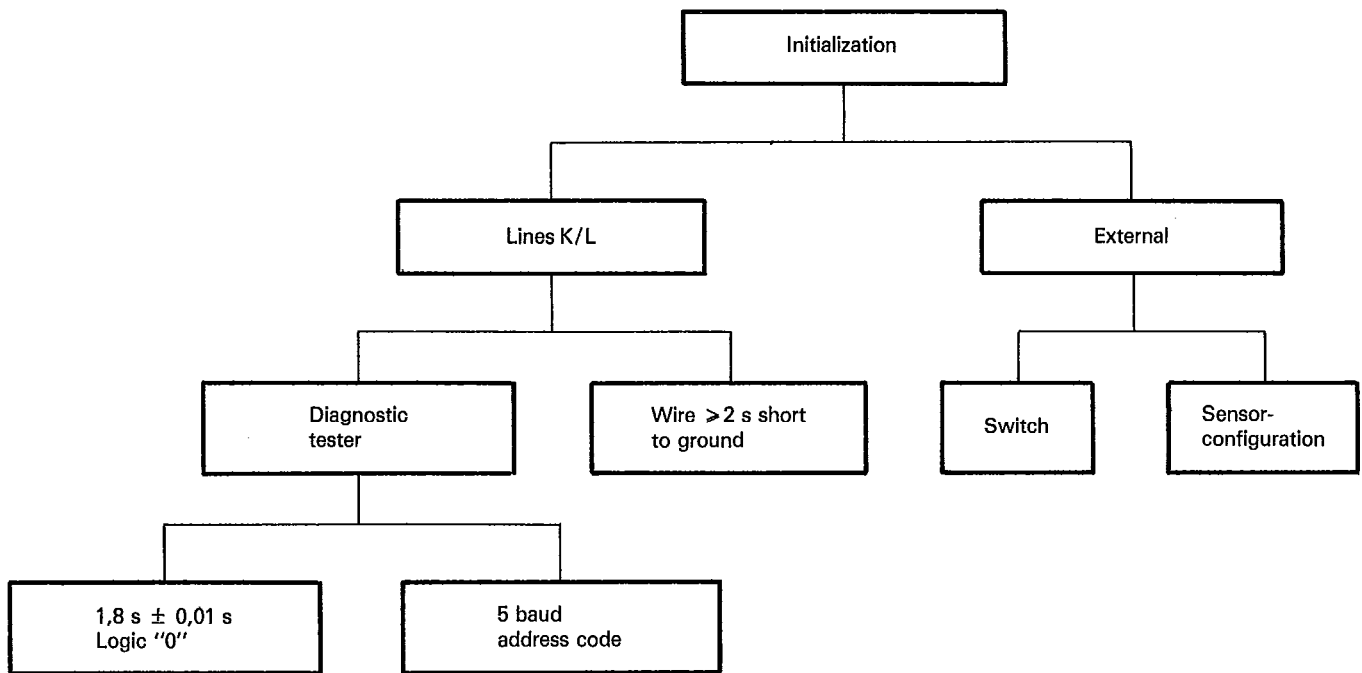 Initialization
Lines K/L
External
Diagnostic
tester
Wire ⩾2 s short
to ground
Switch
Sensor-
configuration
1,8 s ± 0,01 s
Logic "0"
5 baud
address code